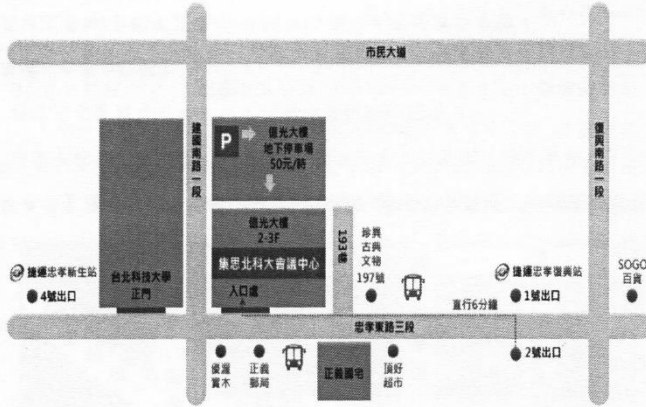 市民大道
建國南路一段
復興南路一段
P
億光大樓
地下停車場
50元/時
億光大樓
2-3F
集思北科大會議中心
入口處
193巷
珍異
古典
文物
197號
捷運忠孝新生站
4號出口
台北科技大學
正門
捷運忠孝復興站
1號出口
SOGO
百貨
直行6分鐘
忠孝東路三段
2號出口
優渥
實木
正義
郵局
正義國宅
頂好
超市